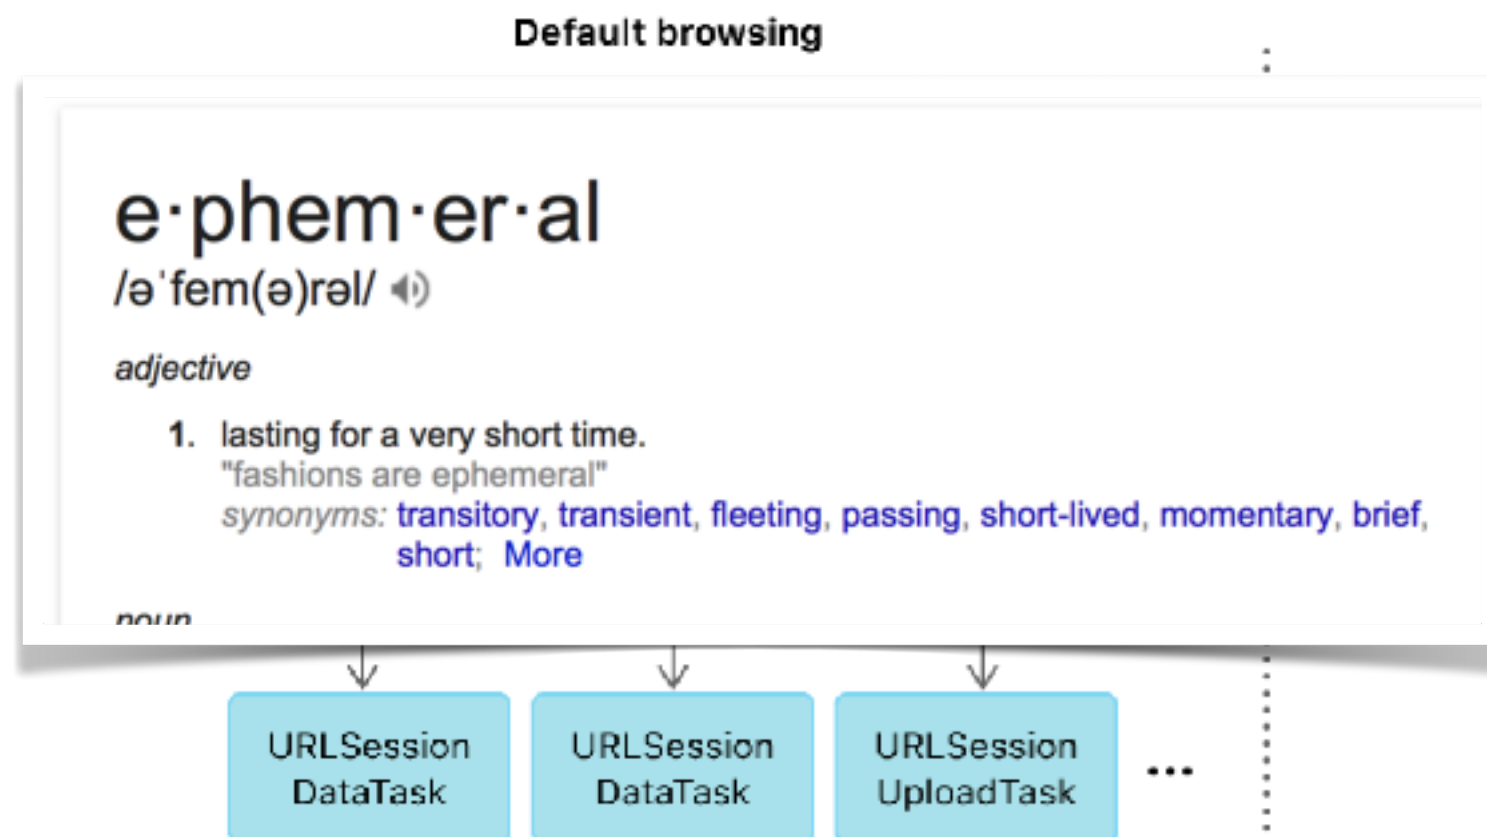 Default browsing
e·phem·er·al
/əˈfem(ə)rəl/
adjective
1. lasting for a very short time.
"fashions are ephemeral"
synonyms: transitory, transient, fleeting, passing, short-lived, momentary, brief,
short; More
noun
URLSession
DataTask
URLSession
DataTask
URLSession
UploadTask
...